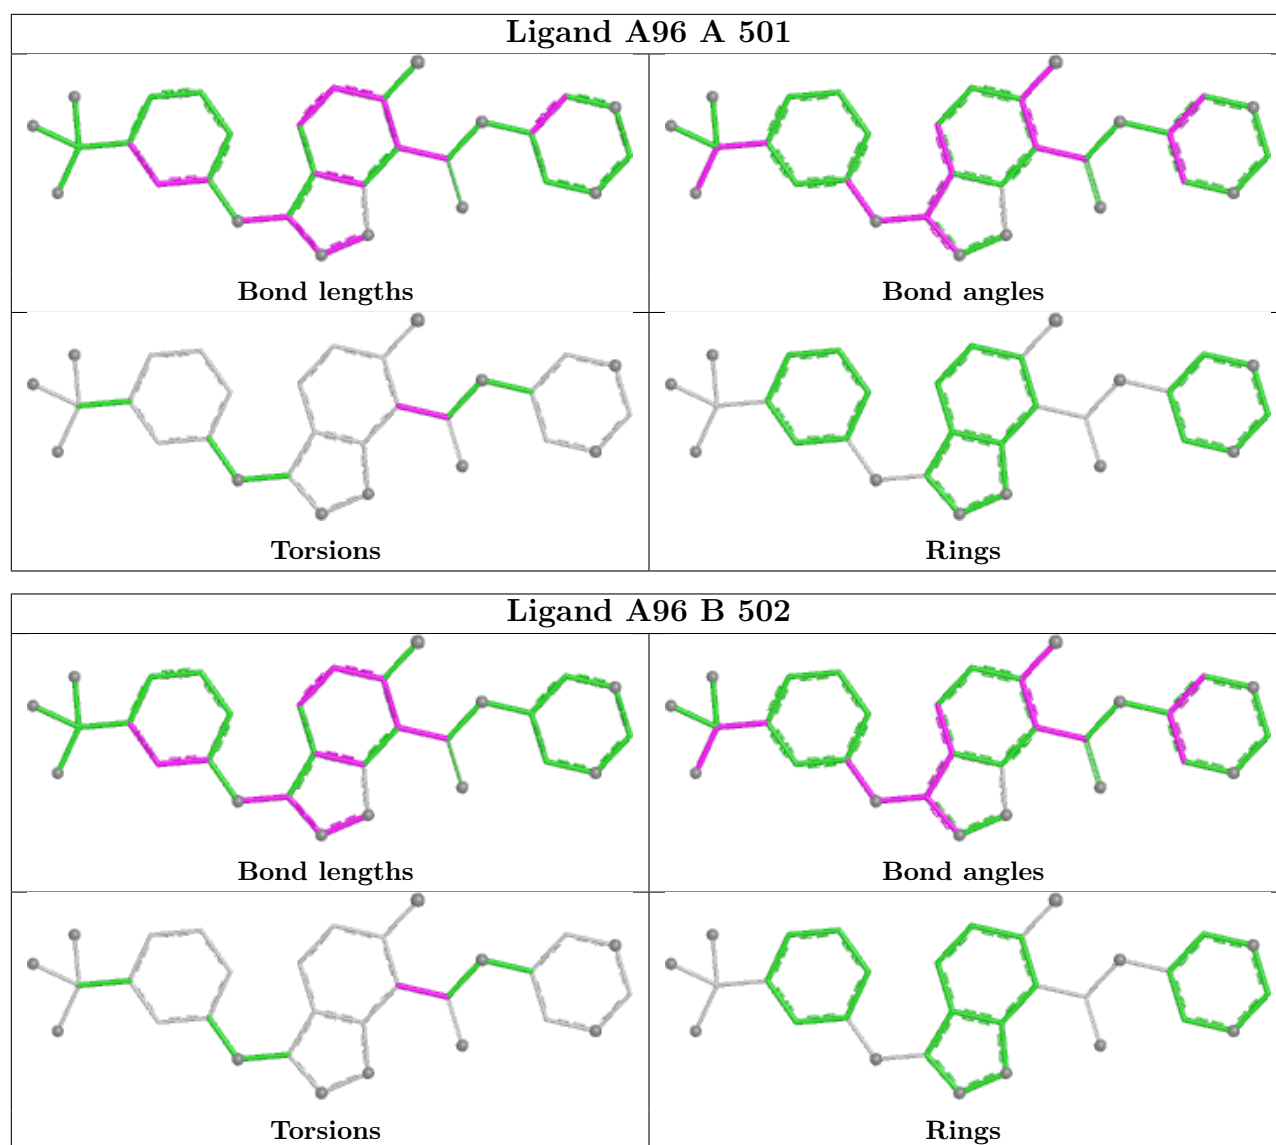 Ligand A96 A 501
Bond lengths
Bond angles
Torsions
Rings
Ligand A96 B 502
Bond lengths
Bond angles
Torsions
Rings